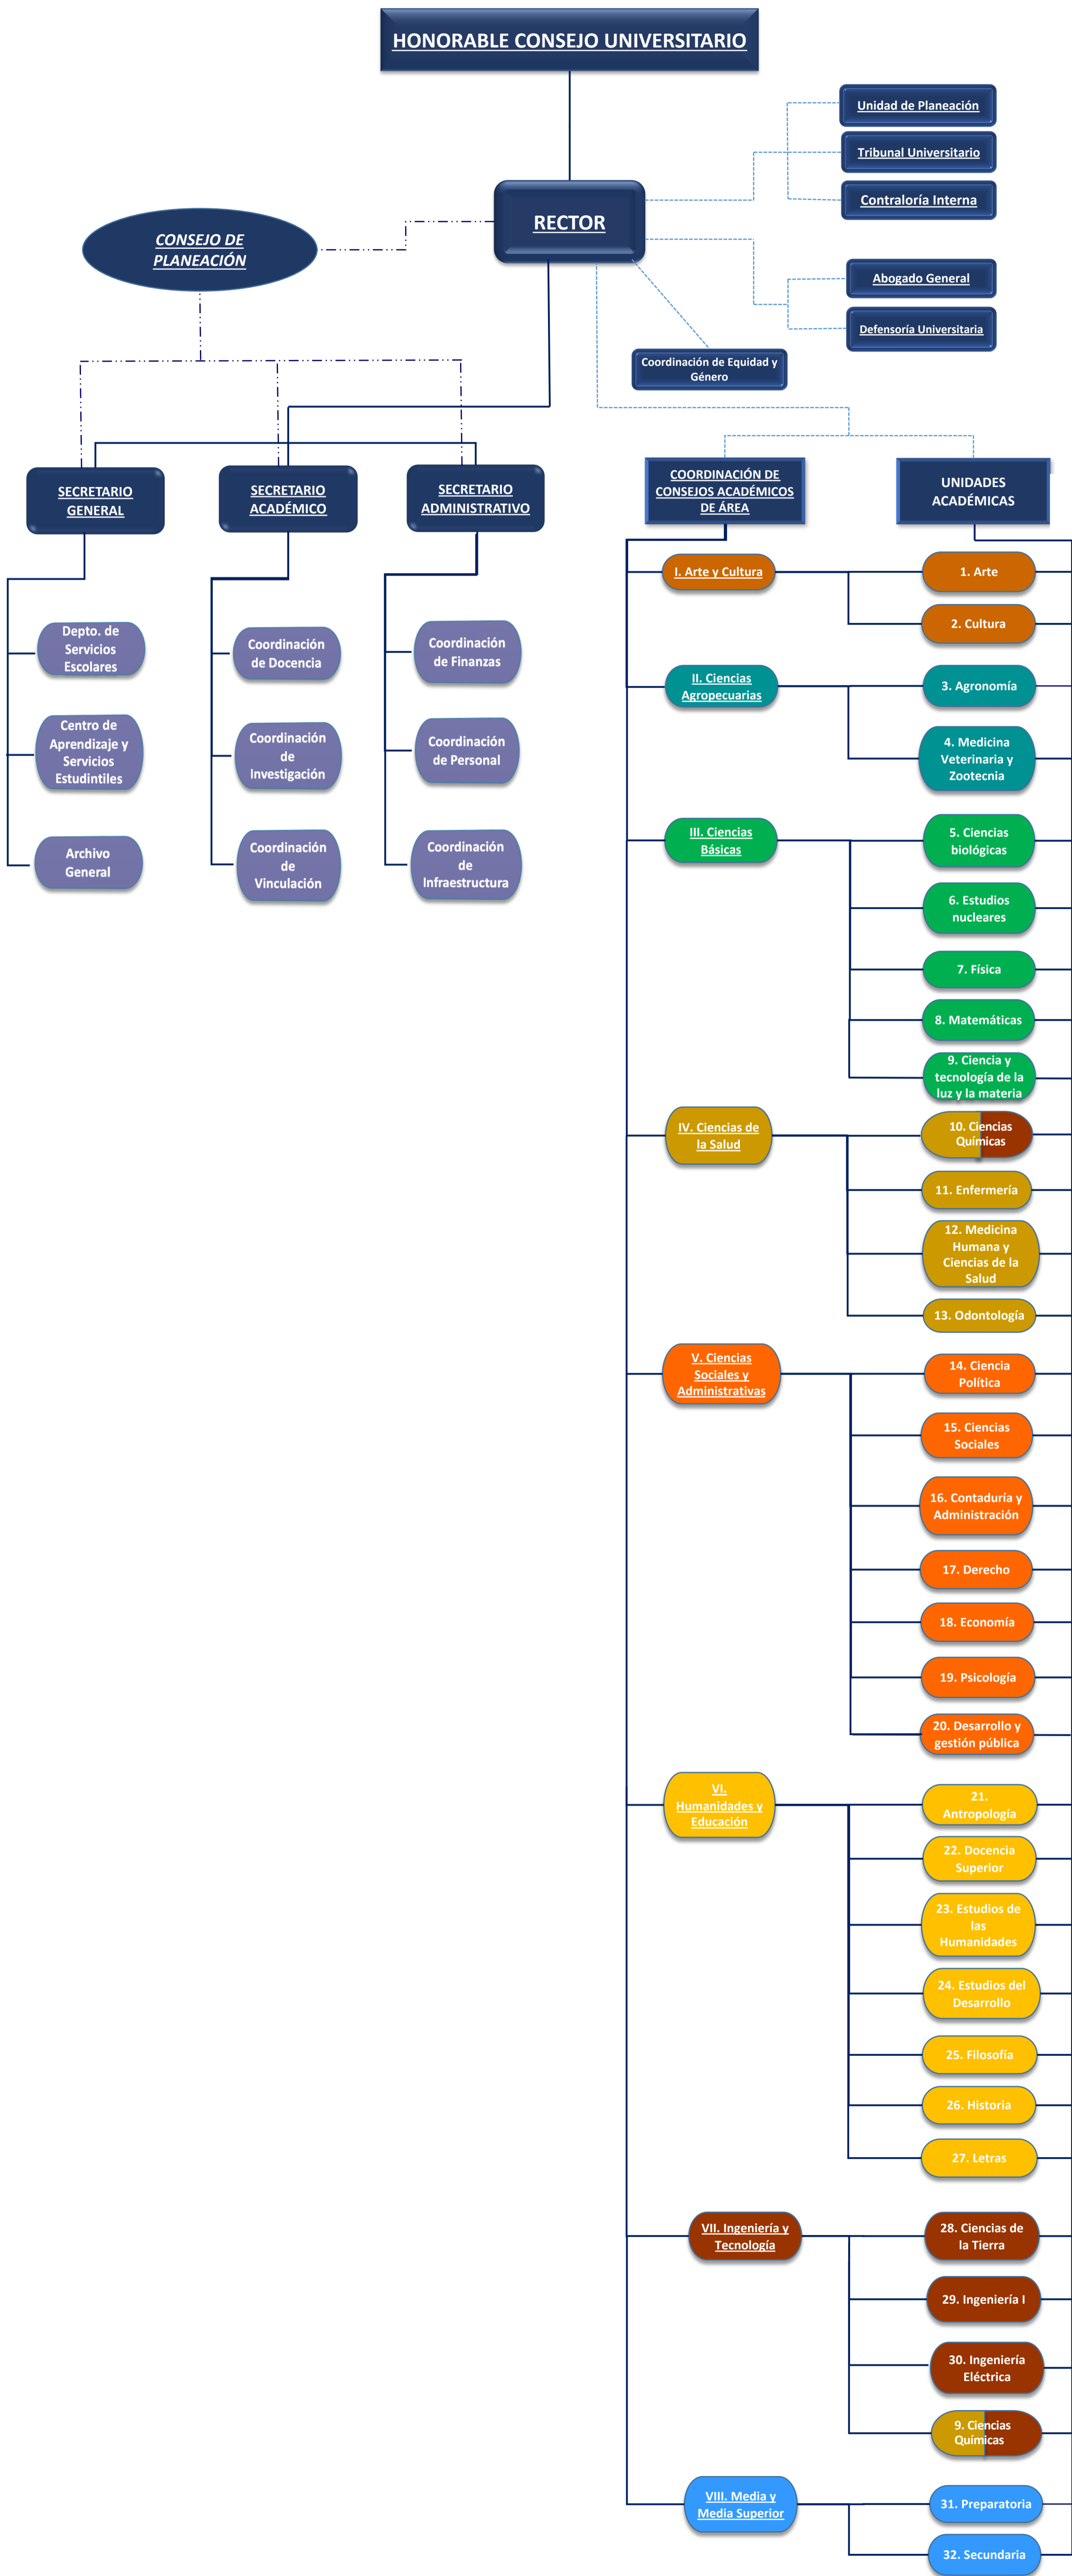 HONORABLE CONSEJO UNIVERSITARIO
Unidad de Planeación
Tribunal Universitario
Contraloría Interna
RECTOR
CONSEJO DE
PLANEACIÓN
Abogado General
Defensoría Universitaria
Coordinación de Equidad y
Género
SECRETARIO
GENERAL
SECRETARIO
ACADÉMICO
SECRETARIO
ADMINISTRATIVO
COORDINACIÓN DE
CONSEJOS ACADÉMICOS
DE ÁREA
UNIDADES
ACADÉMICAS
Depto. de
Servicios
Escolares
Centro de
Aprendizaje y
Servicios
Estudintiles
Archivo
General
Coordinación
de Docencia
Coordinación
de
Investigación
Coordinación
de
Vinculación
Coordinación
de Finanzas
Coordinación
de Personal
Coordinación
de
Infraestructura
I. Arte y Cultura
1. Arte
2. Cultura
II. Ciencias
Agropecuarias
3. Agronomía
4. Medicina
Veterinaria y
Zootecnia
III. Ciencias
Básicas
5. Ciencias
biológicas
6. Estudios
nucleares
7. Física
8. Matemáticas
9. Ciencia y
tecnología de la
luz y la materia
IV. Ciencias de
la Salud
10. Ciencias
Químicas
11. Enfermería
12. Medicina
Humana y
Ciencias de la
Salud
13. Odontología
V. Ciencias
Sociales y
Administrativas
14. Ciencia
Política
15. Ciencias
Sociales
16. Contaduría y
Administración
17. Derecho
18. Economía
19. Psicología
20. Desarrollo y
gestión pública
VI.
Humanidades y
Educación
21.
Antropología
22. Docencia
Superior
23. Estudios de
las
Humanidades
24. Estudios del
Desarrollo
25. Filosofía
26. Historia
27. Letras
VII. Ingeniería y
Tecnología
28. Ciencias de
la Tierra
29. Ingeniería I
30. Ingeniería
Eléctrica
9. Ciencias
Químicas
VIII. Media y
Media Superior
31. Preparatoria
32. Secundaria